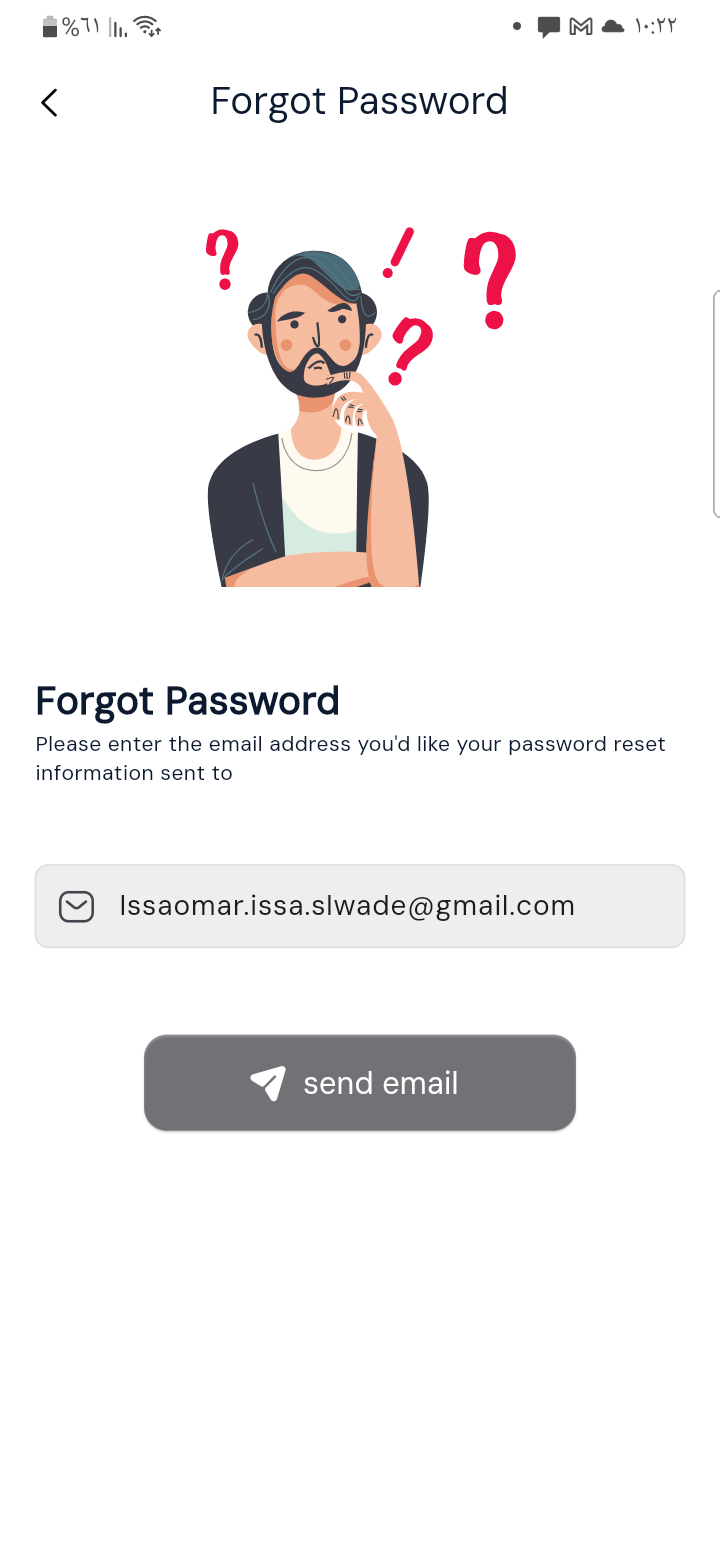 %٦١
١٠:٢٢
Forgot Password
Forgot Password
Please enter the email address you'd like your password reset
information sent to
Issaomar.issa.slwade@gmail.com
send email